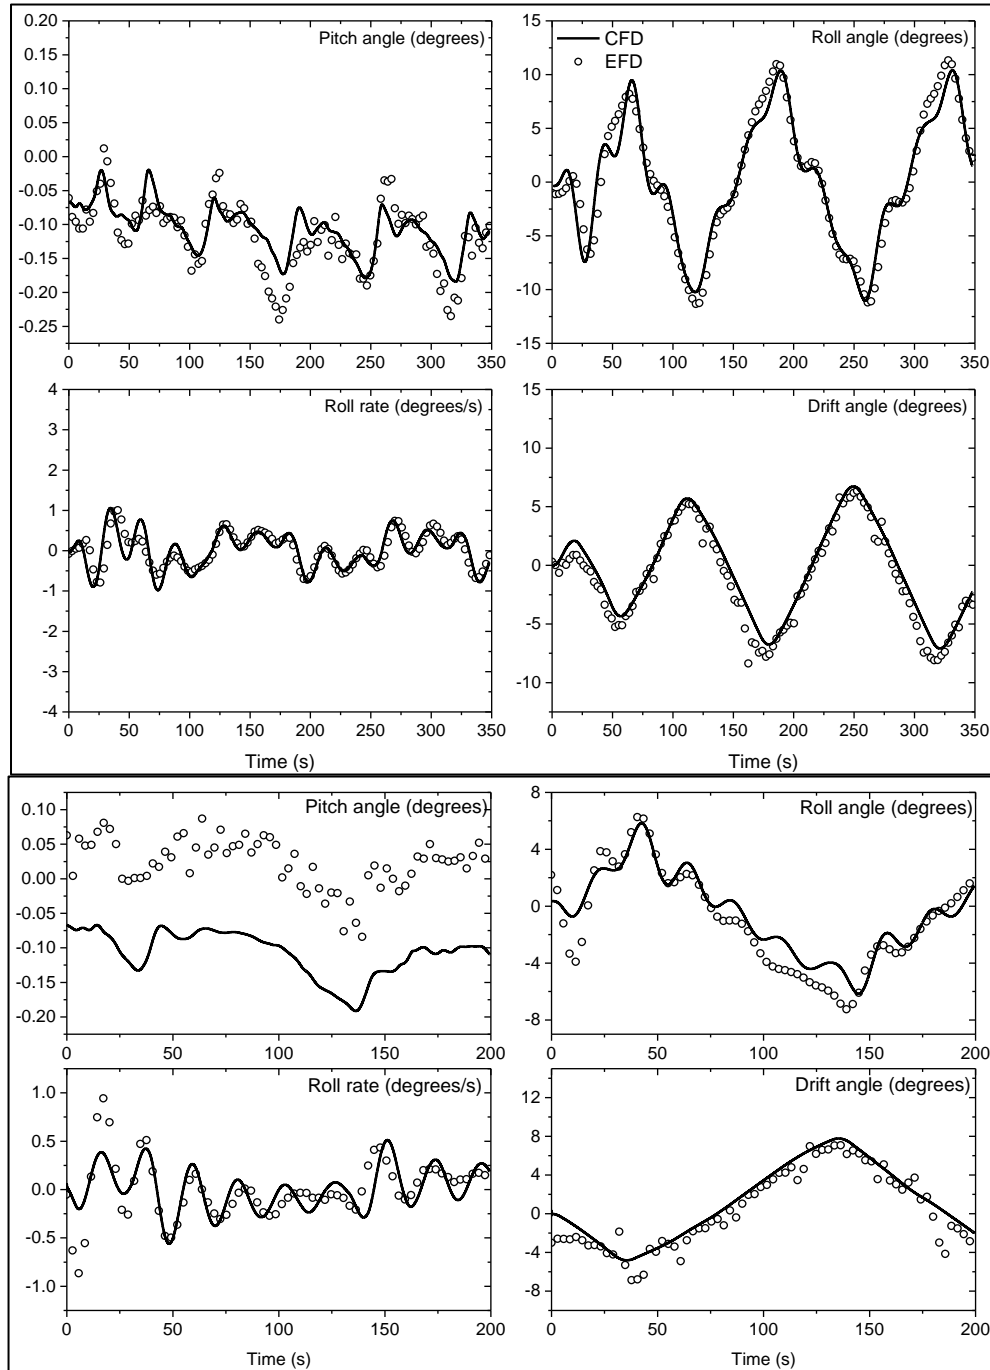 Pitch angle (degrees)
0.20
0.15
0.10
0.05
0.00
-0.05
-0.10
-0.15
-0.20
-0.25
0 50 100 150 200 250 300 350
Roll angle (degrees)
CFD
EFD
15
10
5
0
-5
-10
-15
0 50 100 150 200 250 300 350
Roll rate (degrees/s)
4
3
2
1
0
-1
-2
-3
-4
0 50 100 150 200 250 300 350
Time (s)
Drift angle (degrees)
15
10
5
0
-5
-10
0 50 100 150 200 250 300 350
Time (s)
Pitch angle (degrees)
0.10
0.05
0.00
-0.05
-0.10
-0.15
-0.20
0 50 100 150 200
Roll angle (degrees)
8
4
0
-4
-8
0 50 100 150 200
Roll rate (degrees/s)
1.0
0.5
0.0
-0.5
-1.0
0 50 100 150 200
Time (s)
Drift angle (degrees)
12
8
4
0
-4
-8
0 50 100 150 200
Time (s)